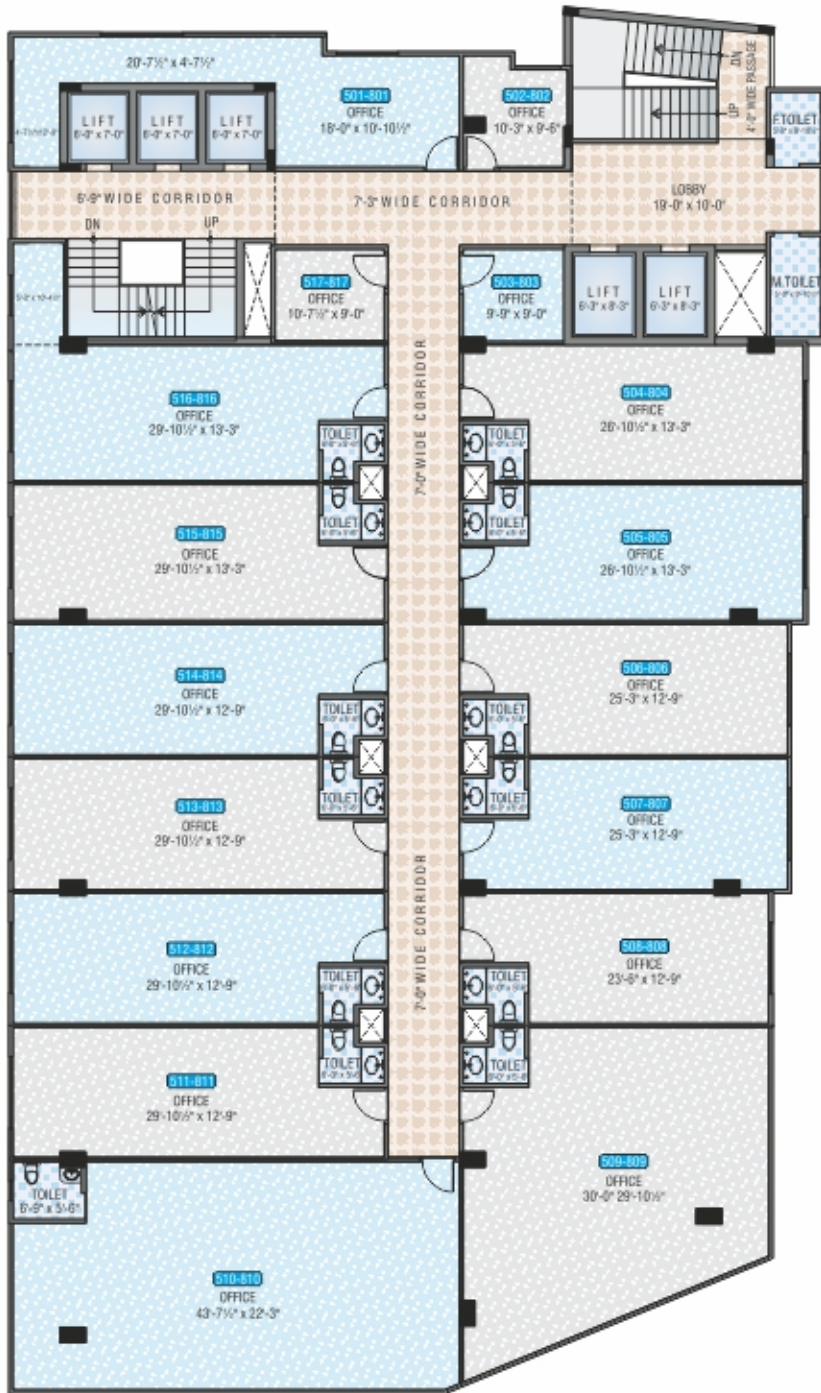 20'-7½" x 4'-7½"
LIFT
6'-0" x 7'-0"
LIFT
6'-0" x 7'-0"
LIFT
6'-0" x 7'-0"
501-801
OFFICE
18'-0" x 10'-10½"
502-802
OFFICE
10'-3" x 9'-6"
DN
UP
4'-0" WIDE PASSAGE
F.TOILET
6'-9" WIDE CORRIDOR
7'-3" WIDE CORRIDOR
LOBBY
19'-0" x 10'-0"
DN
UP
517-817
OFFICE
10'-7½" x 9'-0"
503-803
OFFICE
9'-9" x 9'-0"
LIFT
6'-3" x 8'-3"
LIFT
6'-3" x 8'-3"
M.TOILET
7'-0" WIDE CORRIDOR
516-816
OFFICE
29'-10½" x 13'-3"
TOILET
TOILET
504-804
OFFICE
26'-10½" x 13'-3"
515-815
OFFICE
29'-10½" x 13'-3"
TOILET
TOILET
505-805
OFFICE
26'-10½" x 13'-3"
514-814
OFFICE
29'-10½" x 12'-9"
TOILET
TOILET
506-806
OFFICE
25'-3" x 12'-9"
513-813
OFFICE
29'-10½" x 12'-9"
TOILET
TOILET
507-807
OFFICE
25'-3" x 12'-9"
7'-0" WIDE CORRIDOR
512-812
OFFICE
29'-10½" x 12'-9"
TOILET
TOILET
508-808
OFFICE
23'-6" x 12'-9"
511-811
OFFICE
29'-10½" x 12'-9"
TOILET
TOILET
509-809
OFFICE
30'-0" 29'-10½"
TOILET
6'-9" x 5'-6"
510-810
OFFICE
43'-7½" x 22'-3"